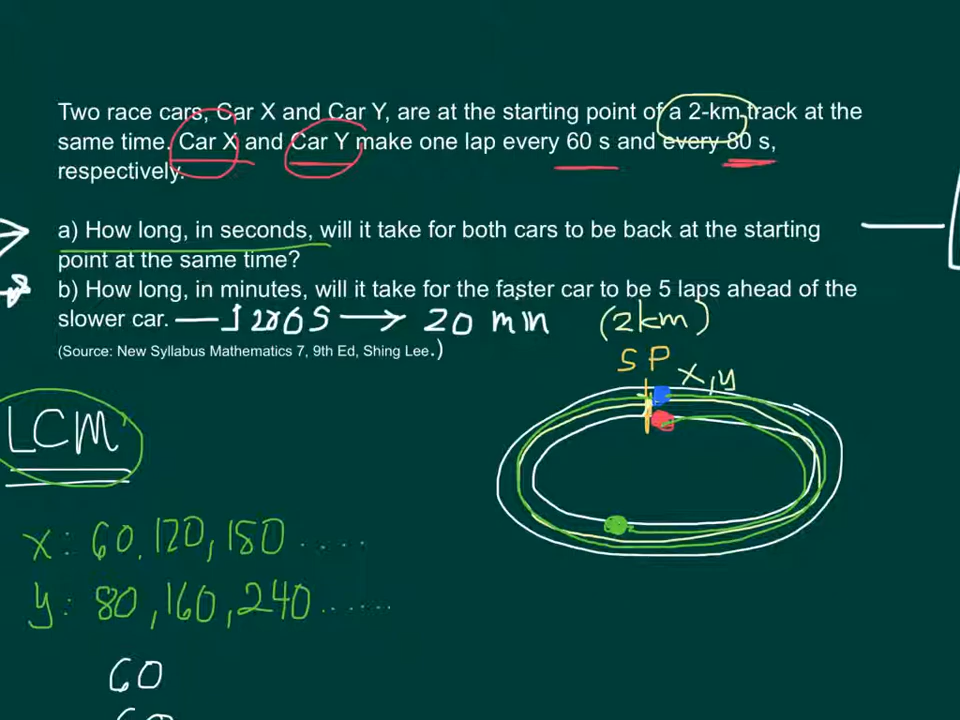 Two race cars, Car X and Car Y, are at the starting point of a 2-km track at the
same time. Car X and Car Y make one lap every 60 s and every 80 s,
respectively.
a) How long, in seconds, will it take for both cars to be back at the starting
point at the same time?
b) How long, in minutes, will it take for the faster car to be 5 laps ahead of the
slower car. — 1200 S → 20 min
(Source: New Syllabus Mathematics 7, 9th Ed, Shing Lee.)
(2km)
SP
x, y
LCM
x: 60, 120, 180 .....
y: 80, 160, 240 ......
60